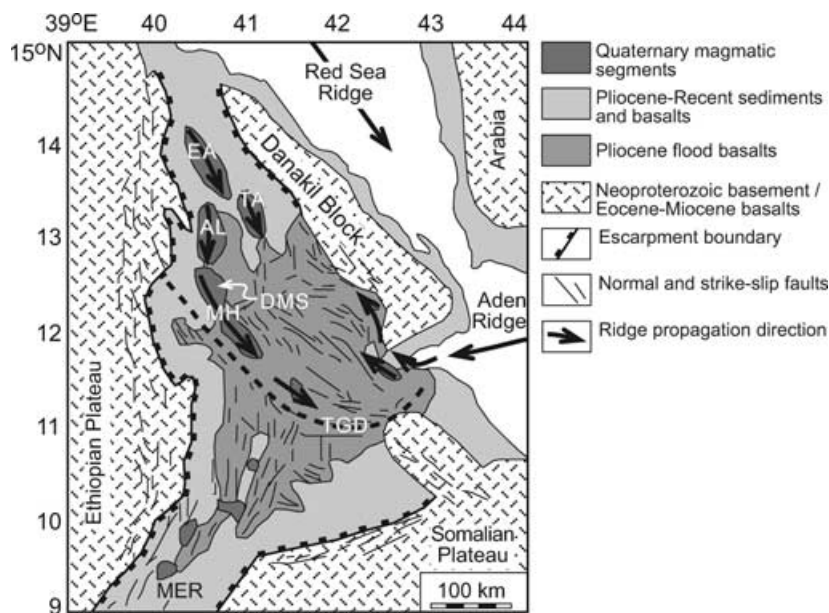 39°E 40 41 42 43 44
15°N
14
13
12
11
10
9
Red Sea
Ridge
Arabia
Danakil Block
EA
TA
AL
DMS
MH
Aden
Ridge
TGD
Ethiopian Plateau
Somalian
Plateau
MER
100 km
Quaternary magmatic
segments
Pliocene-Recent sediments
and basalts
Pliocene flood basalts
Neoproterozoic basement /
Eocene-Miocene basalts
Escarpment boundary
Normal and strike-slip faults
Ridge propagation direction